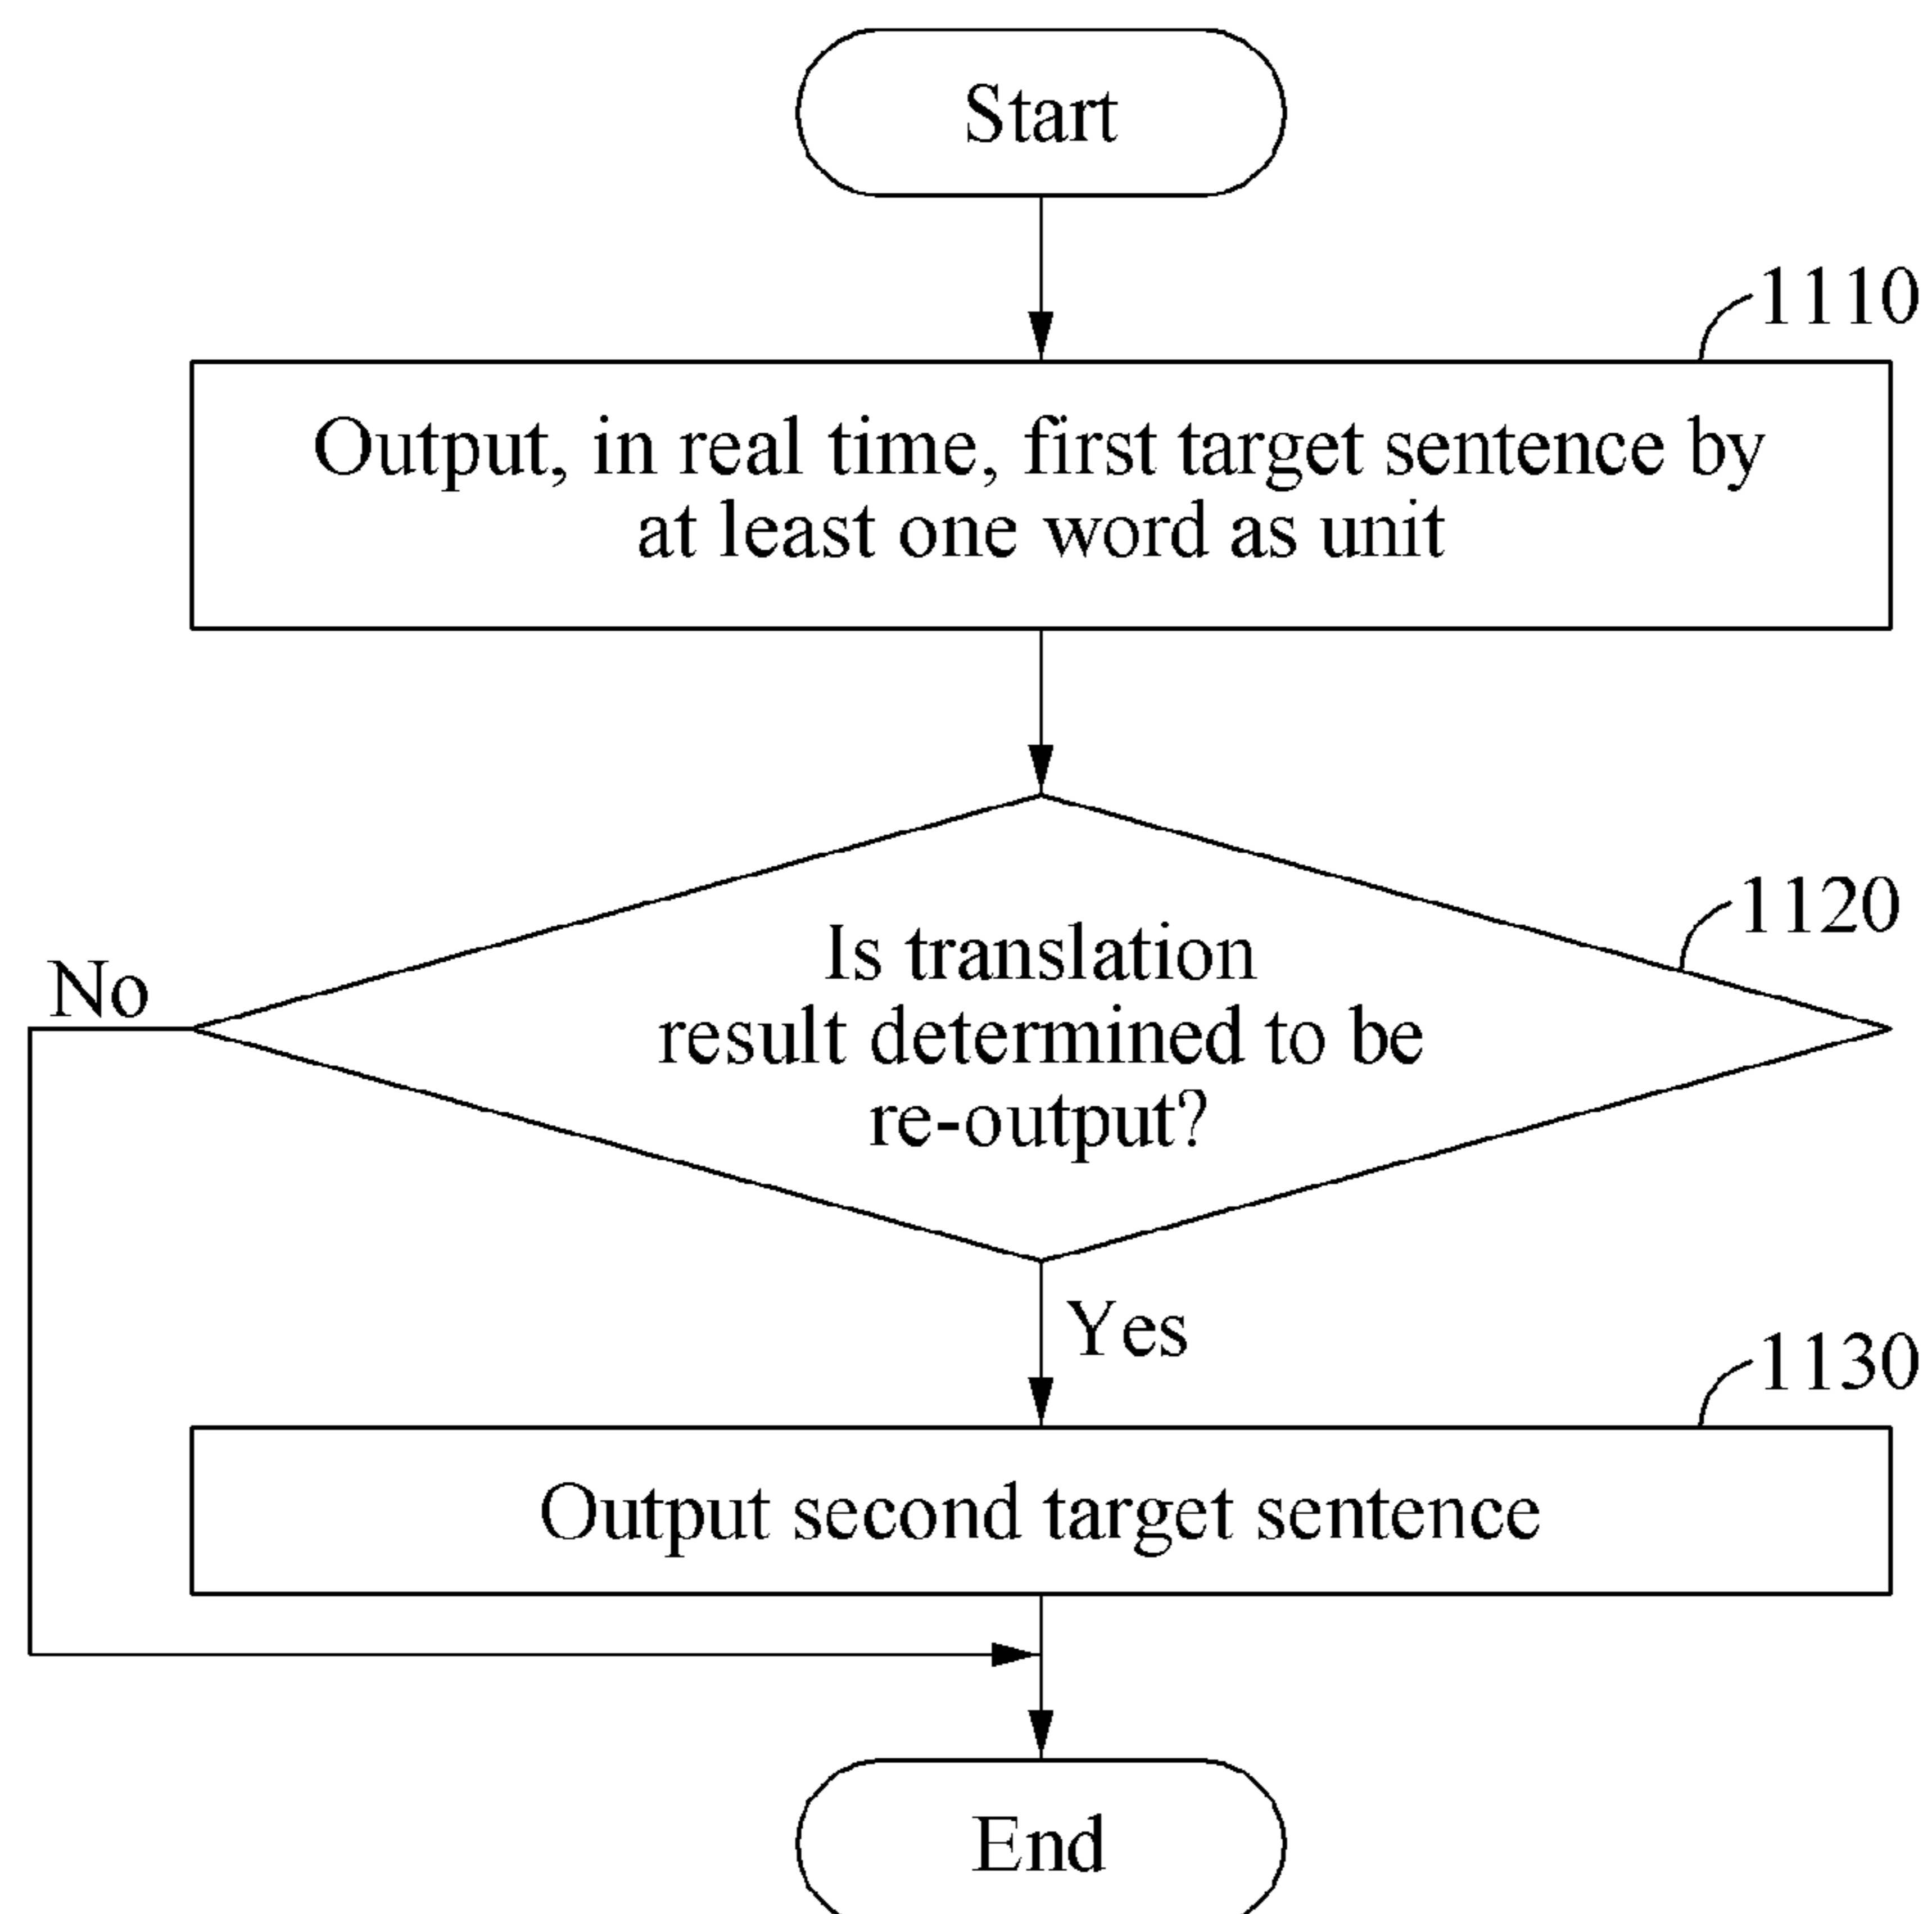 Start
1110
Output, in real time, first target sentence by
at least one word as unit
1120
Is translation
No
result determined to be
re-output?
Yes
1130
Output second target sentence
End